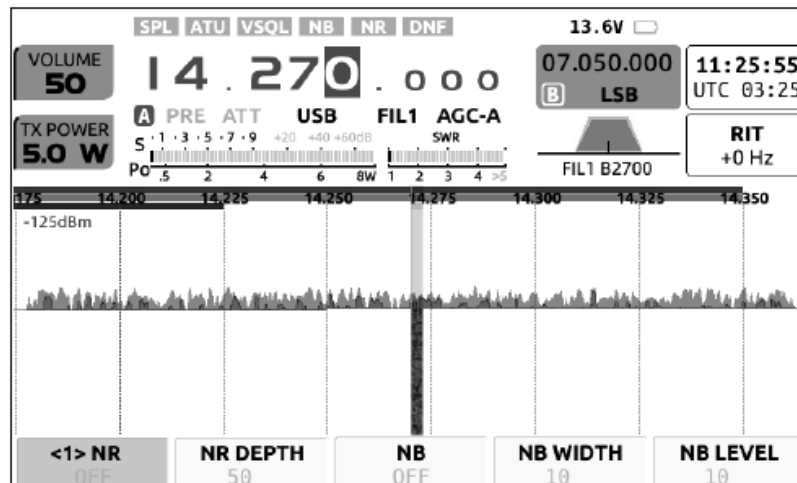 SPL ATU VSQL NB NR DNF 13.6V
VOLUME
50
14.270.000
07.050.000
B LSB
11:25:55
UTC 03:25
A PRE ATT USB FIL1 AGC-A
TX POWER
5.0 W
S ·1 ·3 ·5 ·7 ·9 +20 +40 +60dB SWR
Po .5 2 4 6 8W 1 2 3 4 >5
FIL1 B2700
RIT
+0 Hz
175 14.200 14.225 14.250 14.275 14.300 14.325 14.350
-125dBm
<1> NR NR DEPTH NB NB WIDTH NB LEVEL
OFF 50 OFF 10 10